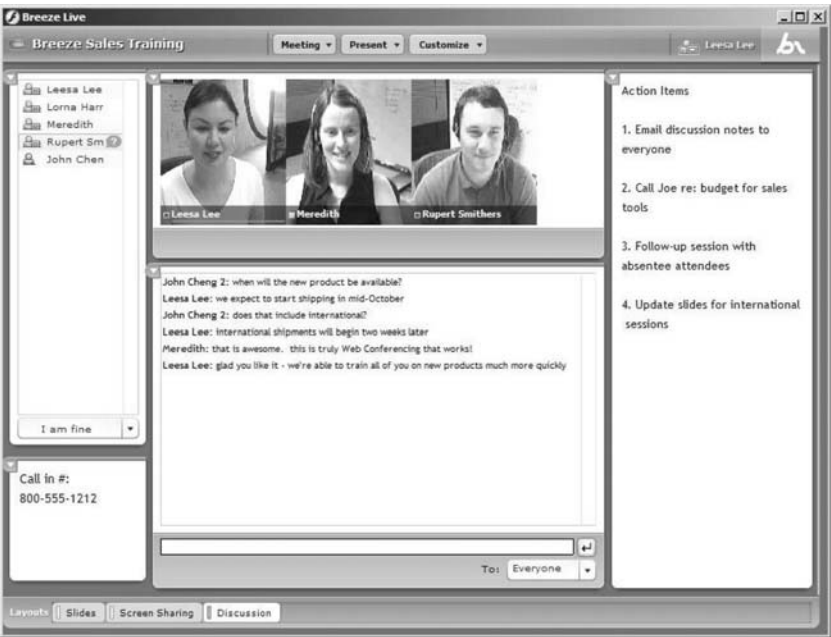 Breeze Live
Breeze Sales Training
Meeting
Present
Customize
Leesa Lee
Leesa Lee
Lorna Harr
Meredith
Rupert Sm
John Chen
I am fine
Call in #:
800-555-1212
Leesa Lee
Meredith
Rupert Smithers
John Cheng 2: when will the new product be available?
Leesa Lee: we expect to start shipping in mid-October
John Cheng 2: does that include international?
Leesa Lee: international shipments will begin two weeks later
Meredith: that is awesome. this is truly Web Conferencing that works!
Leesa Lee: glad you like it - we're able to train all of you on new products much more quickly
To: Everyone
Action Items
1. Email discussion notes to
everyone
2. Call Joe re: budget for sales
tools
3. Follow-up session with
absentee attendees
4. Update slides for international
sessions
Layouts Slides Screen Sharing Discussion